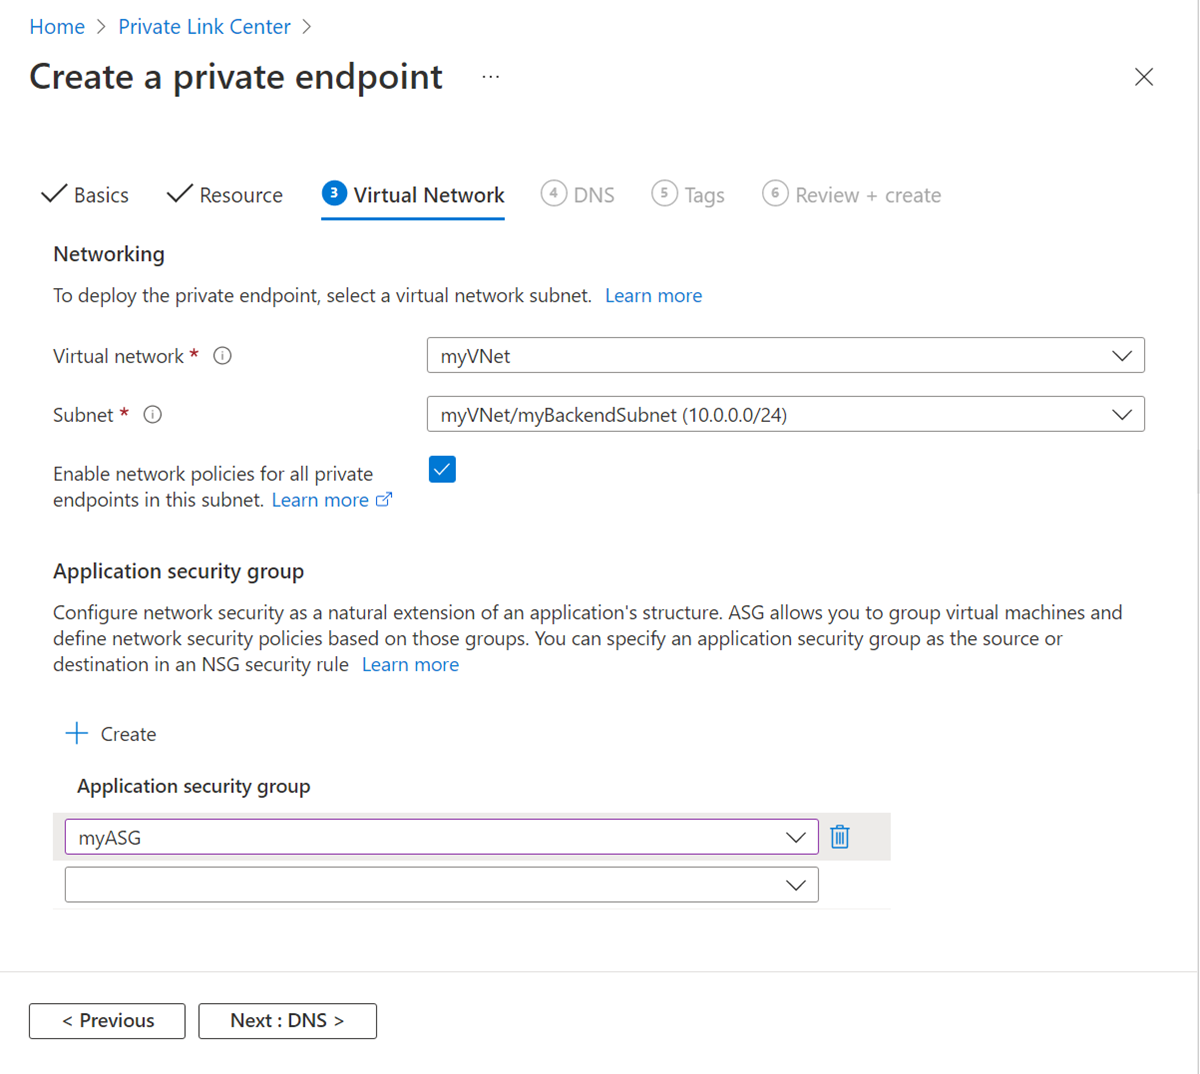 Home > Private Link Center >
Create a private endpoint ...
Basics Resource 3 Virtual Network 4 DNS 5 Tags 6 Review + create
Networking
To deploy the private endpoint, select a virtual network subnet. Learn more
Virtual network * myVNet
Subnet * myVNet/myBackendSubnet (10.0.0.0/24)
Enable network policies for all private
endpoints in this subnet. Learn more
Application security group
Configure network security as a natural extension of an application's structure. ASG allows you to group virtual machines and
define network security policies based on those groups. You can specify an application security group as the source or
destination in an NSG security rule Learn more
+ Create
Application security group
myASG
< Previous Next : DNS >